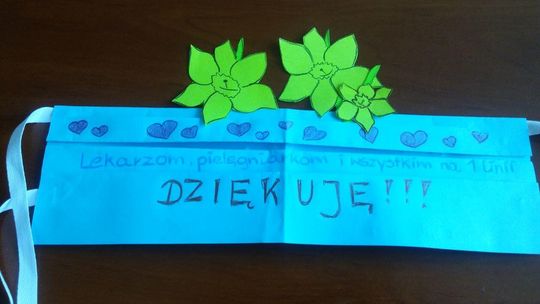 Lekarzom, pielęgniarkom i wszystkim na 1 linii
DZIĘKUJĘ!!!